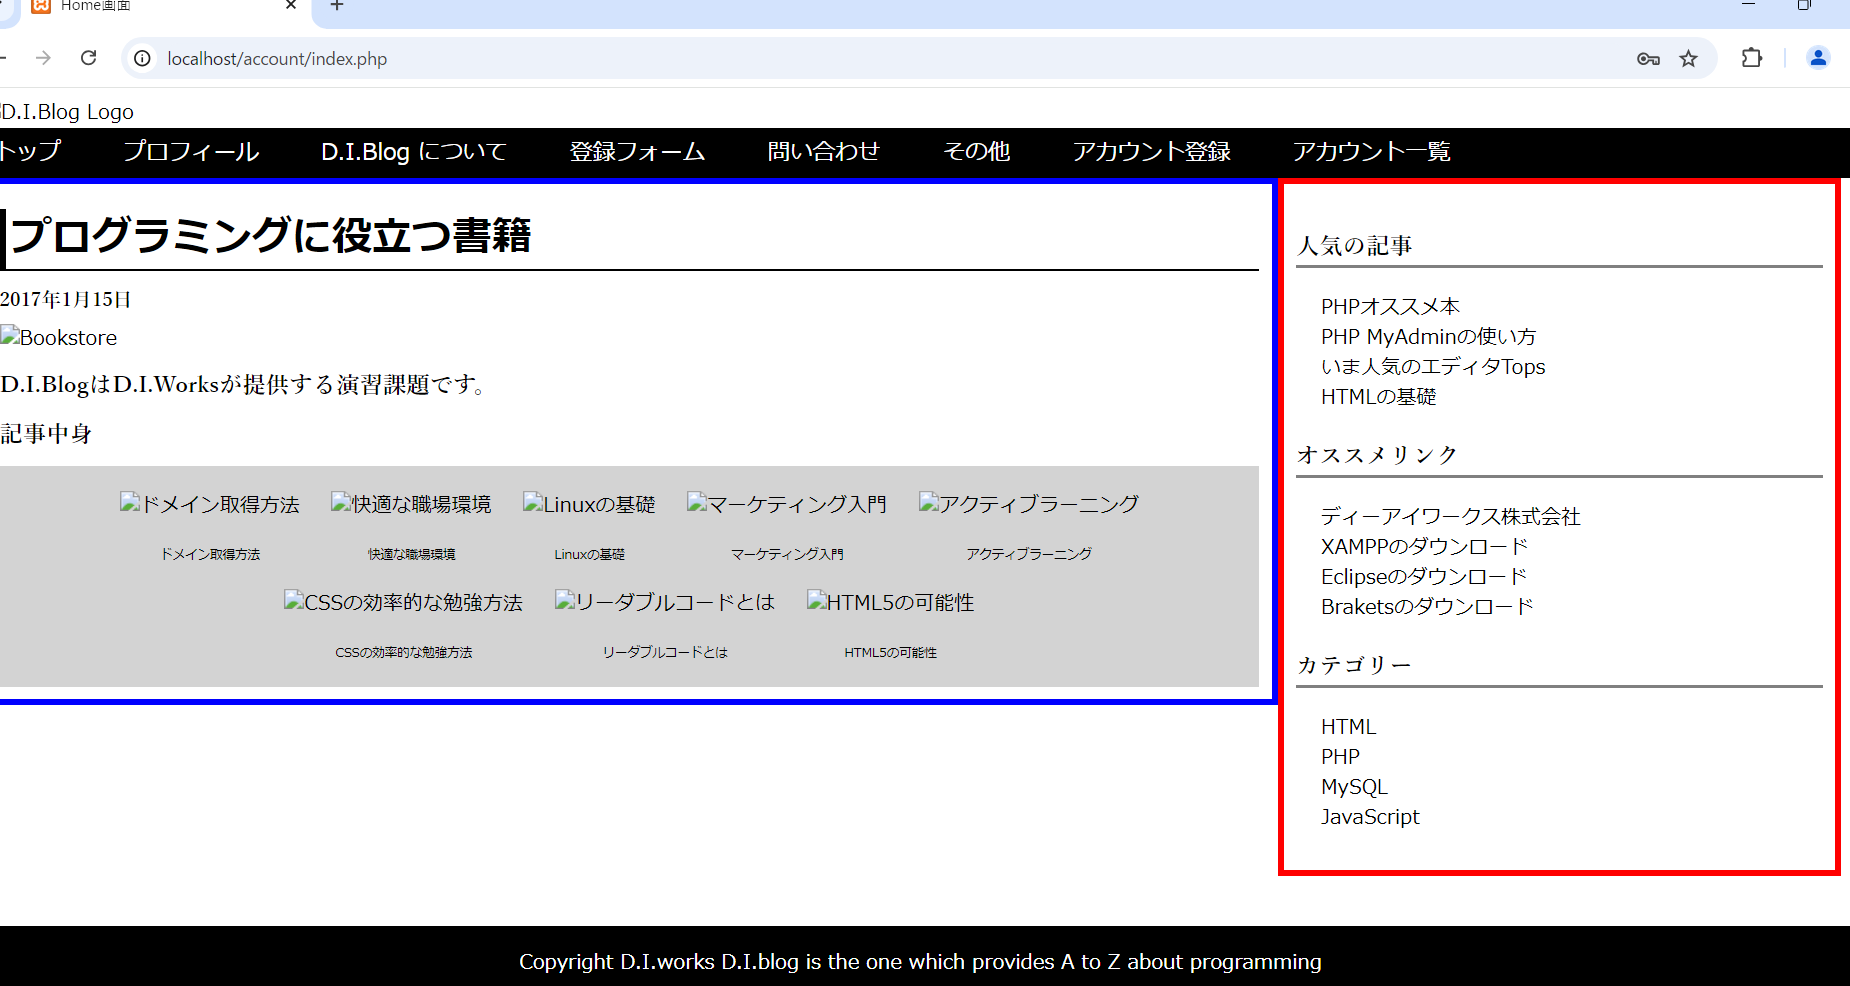 Home画面
localhost/account/index.php
D.I.Blog Logo
トップ プロフィール D.I.Blog について 登録フォーム 問い合わせ その他 アカウント登録 アカウント一覧
プログラミングに役立つ書籍
2017年1月15日
Bookstore
D.I.BlogはD.I.Worksが提供する演習課題です。
記事中身
ドメイン取得方法 快適な職場環境 Linuxの基礎 マーケティング入門 アクティブラーニング
ドメイン取得方法 快適な職場環境 Linuxの基礎 マーケティング入門 アクティブラーニング
CSSの効率的な勉強方法 リーダブルコードとは HTML5の可能性
CSSの効率的な勉強方法 リーダブルコードとは HTML5の可能性
人気の記事
PHPオススメ本
PHP MyAdminの使い方
いま人気のエディタTops
HTMLの基礎
オススメリンク
ディーアイワークス株式会社
XAMPPのダウンロード
Eclipseのダウンロード
Braketsのダウンロード
カテゴリー
HTML
PHP
MySQL
JavaScript
Copyright D.I.works D.I.blog is the one which provides A to Z about programming